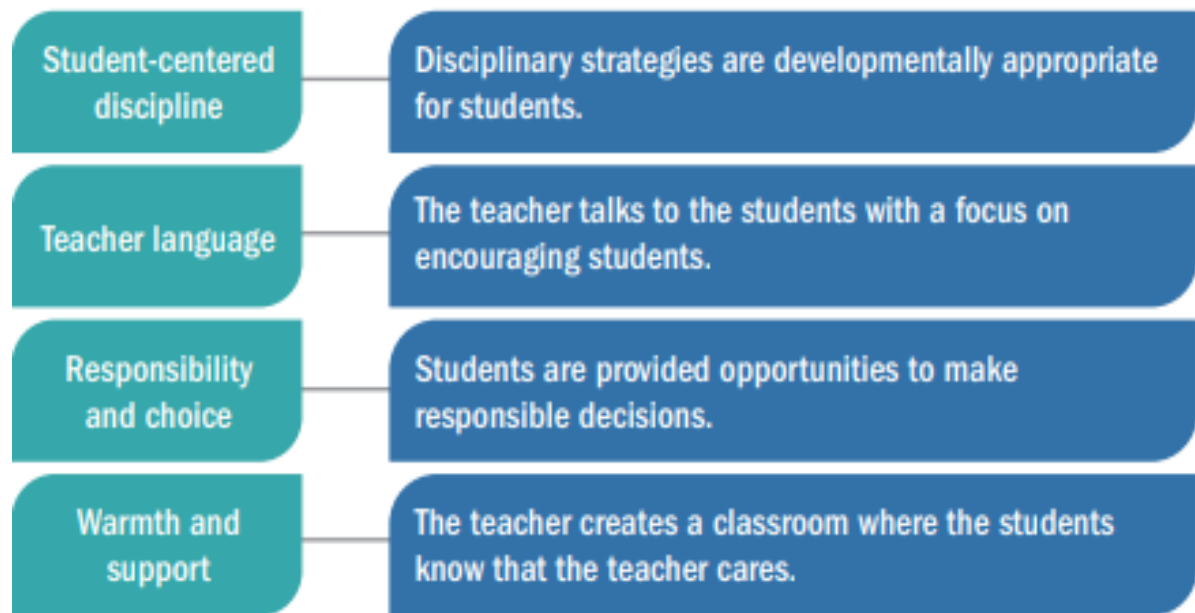 Student-centered
discipline
Disciplinary strategies are developmentally appropriate
for students.
Teacher language
The teacher talks to the students with a focus on
encouraging students.
Responsibility
and choice
Students are provided opportunities to make
responsible decisions.
Warmth and
support
The teacher creates a classroom where the students
know that the teacher cares.